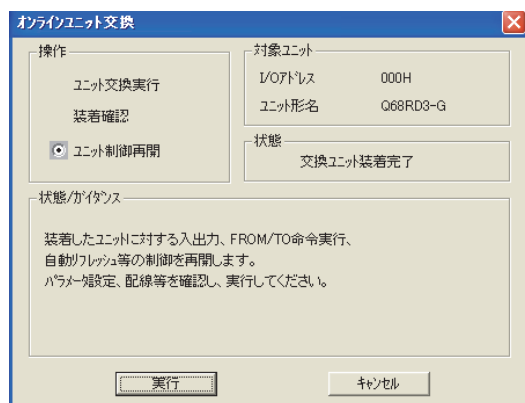 オンラインユニット交換
操作
ユニット交換実行
装着確認
ユニット制御再開
対象ユニット
I/Oアドレス 000H
ユニット形名 Q68RD3-G
状態
交換ユニット装着完了
状態/ガイダンス
装着したユニットに対する入出力、FROM/TO命令実行、
自動リフレッシュ等の制御を再開します。
パラメータ設定、配線等を確認し、実行してください。
実行
キャンセル